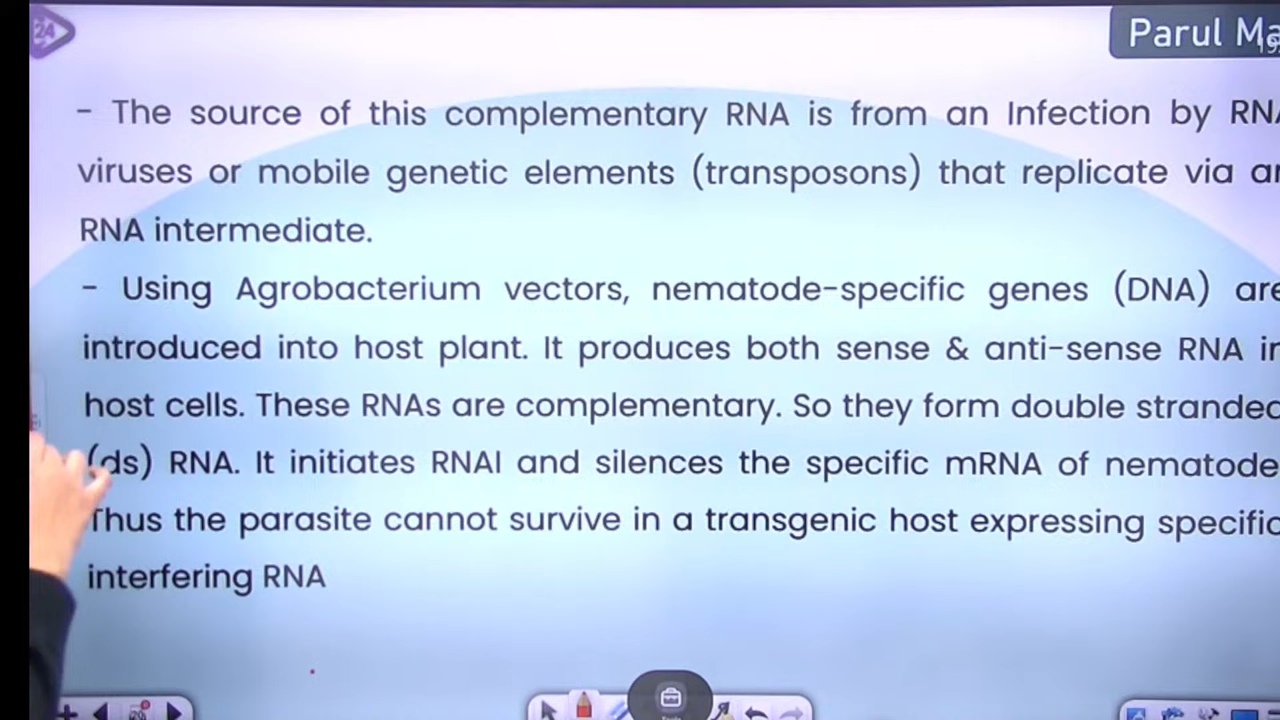 24
Parul Ma
- The source of this complementary RNA is from an Infection by RNA
viruses or mobile genetic elements (transposons) that replicate via an
RNA intermediate.
- Using Agrobacterium vectors, nematode-specific genes (DNA) are
introduced into host plant. It produces both sense & anti-sense RNA in
host cells. These RNAs are complementary. So they form double stranded
(ds) RNA. It initiates RNAI and silences the specific mRNA of nematode
Thus the parasite cannot survive in a transgenic host expressing specific
interfering RNA